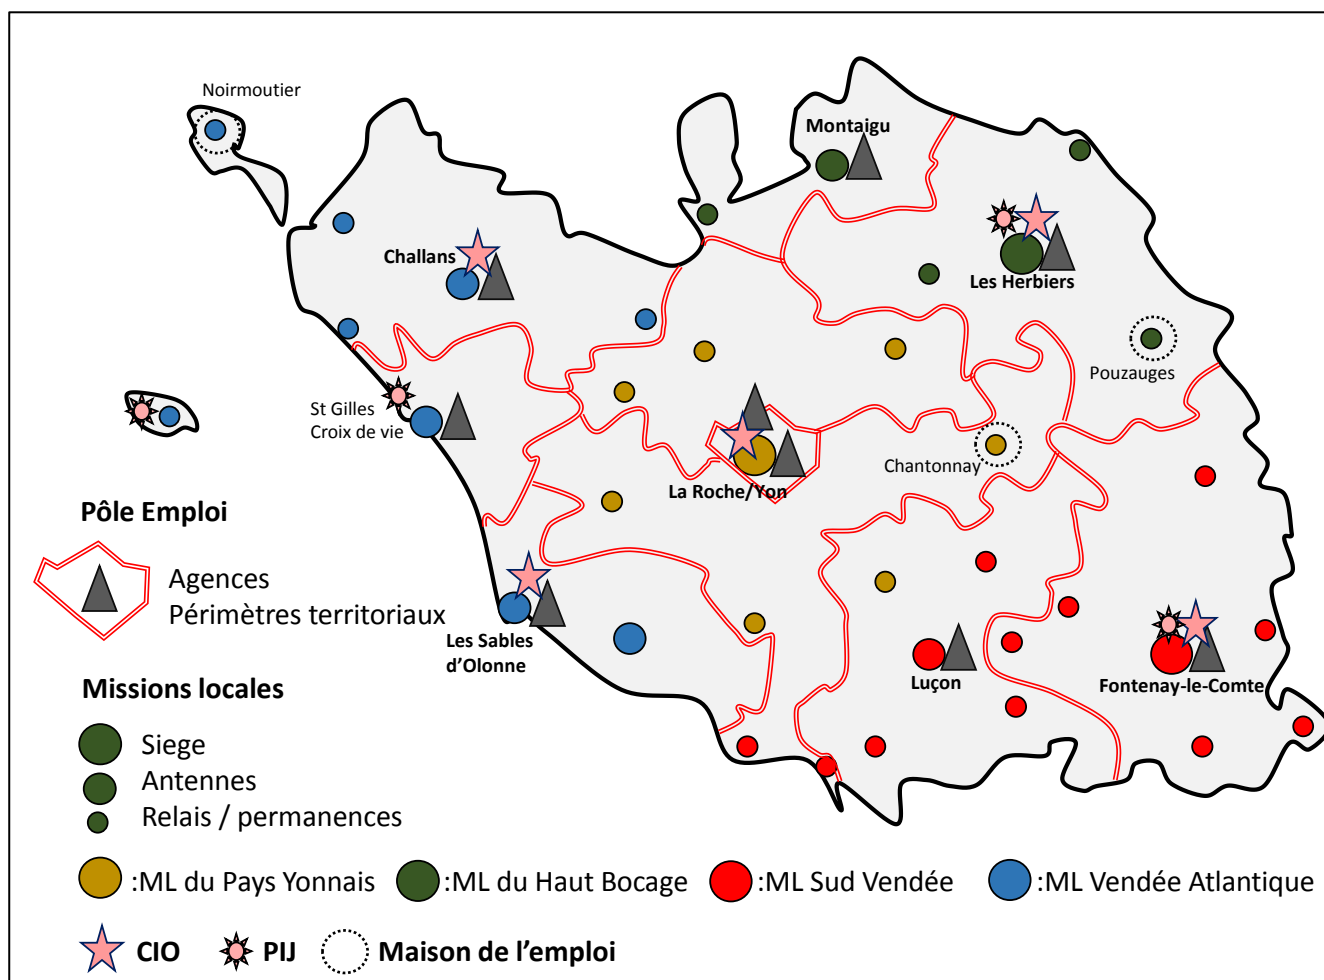 Noirmoutier
Montaigu
Challans
Les Herbiers
Pouzauges
St Gilles
Croix de vie
Chantonnay
La Roche/Yon
Pôle Emploi
Agences
Périmètres territoriaux
Les Sables
d'Olonne
Luçon
Fontenay-le-Comte
Missions locales
Siege
Antennes
Relais / permanences
:ML du Pays Yonnais :ML du Haut Bocage :ML Sud Vendée :ML Vendée Atlantique
CIO PIJ Maison de l'emploi